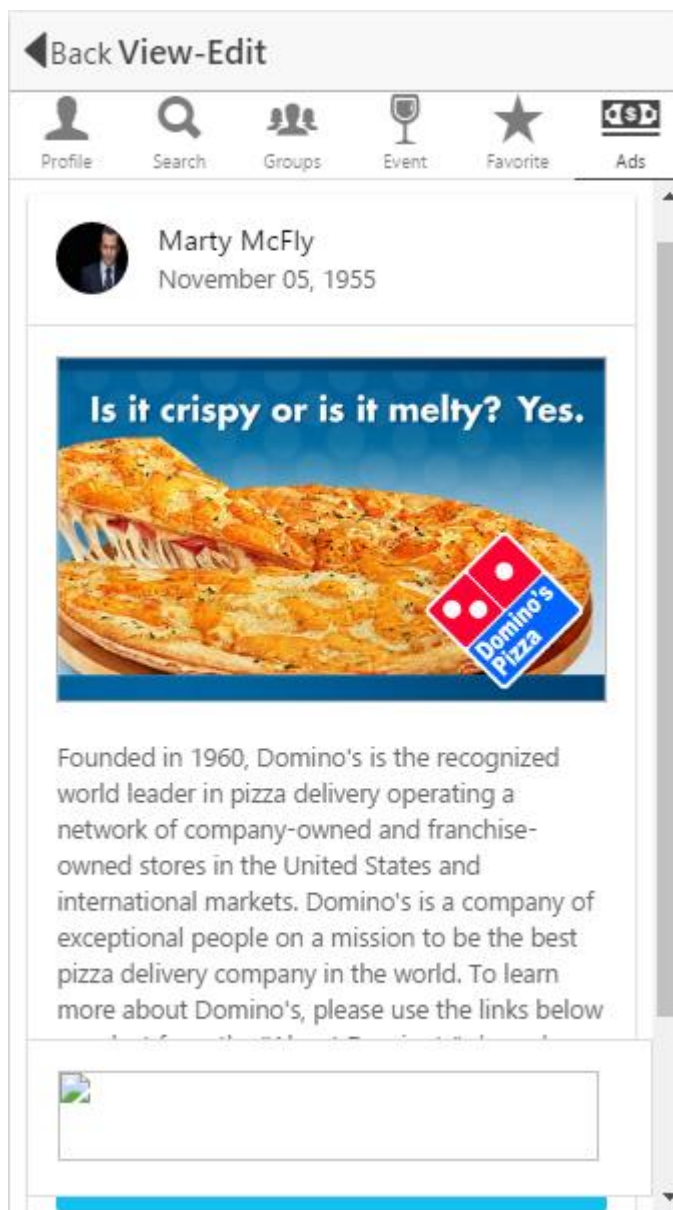 Back View-Edit
Profile
Search
Groups
Event
Favorite
Ads
Marty McFly
November 05, 1955
Is it crispy or is it melty? Yes.
Domino's
Pizza
Founded in 1960, Domino's is the recognized
world leader in pizza delivery operating a
network of company-owned and franchise-
owned stores in the United States and
international markets. Domino's is a company of
exceptional people on a mission to be the best
pizza delivery company in the world. To learn
more about Domino's, please use the links below